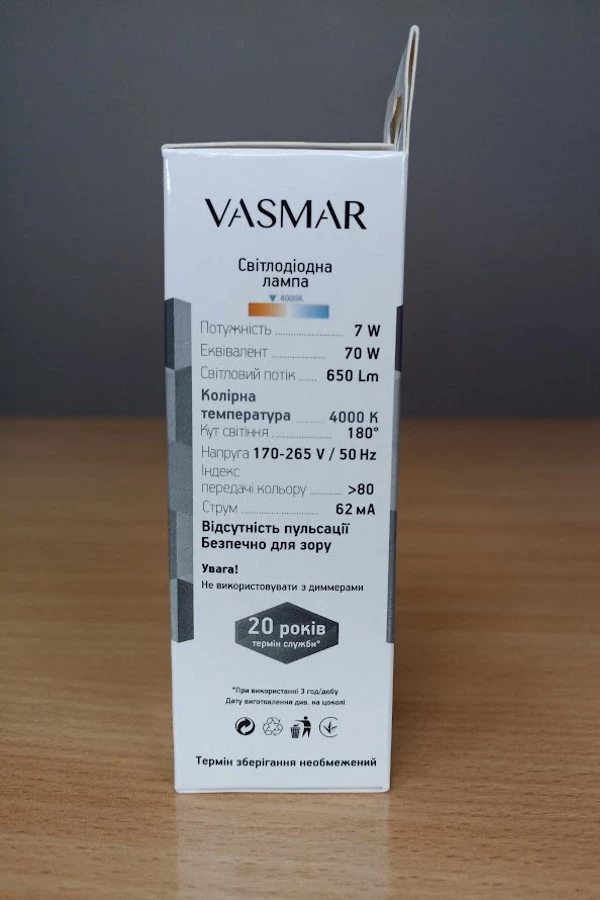 VASMAR
Світлодіодна
лампа
4000K
Потужність 7 W
Еквівалент 70 W
Світловий потік 650 Lm
Колірна
температура 4000 K
Кут світіння 180°
Напруга 170-265 V / 50 Hz
Індекс
передачі кольору >80
Струм 62 мА
Відсутність пульсації
Безпечно для зору
Увага!
Не використовувати з диммерами
20 років
термін служби*
*При використанні 3 год/добу
Дату виготовлення див. на цоколі
Термін зберігання необмежений